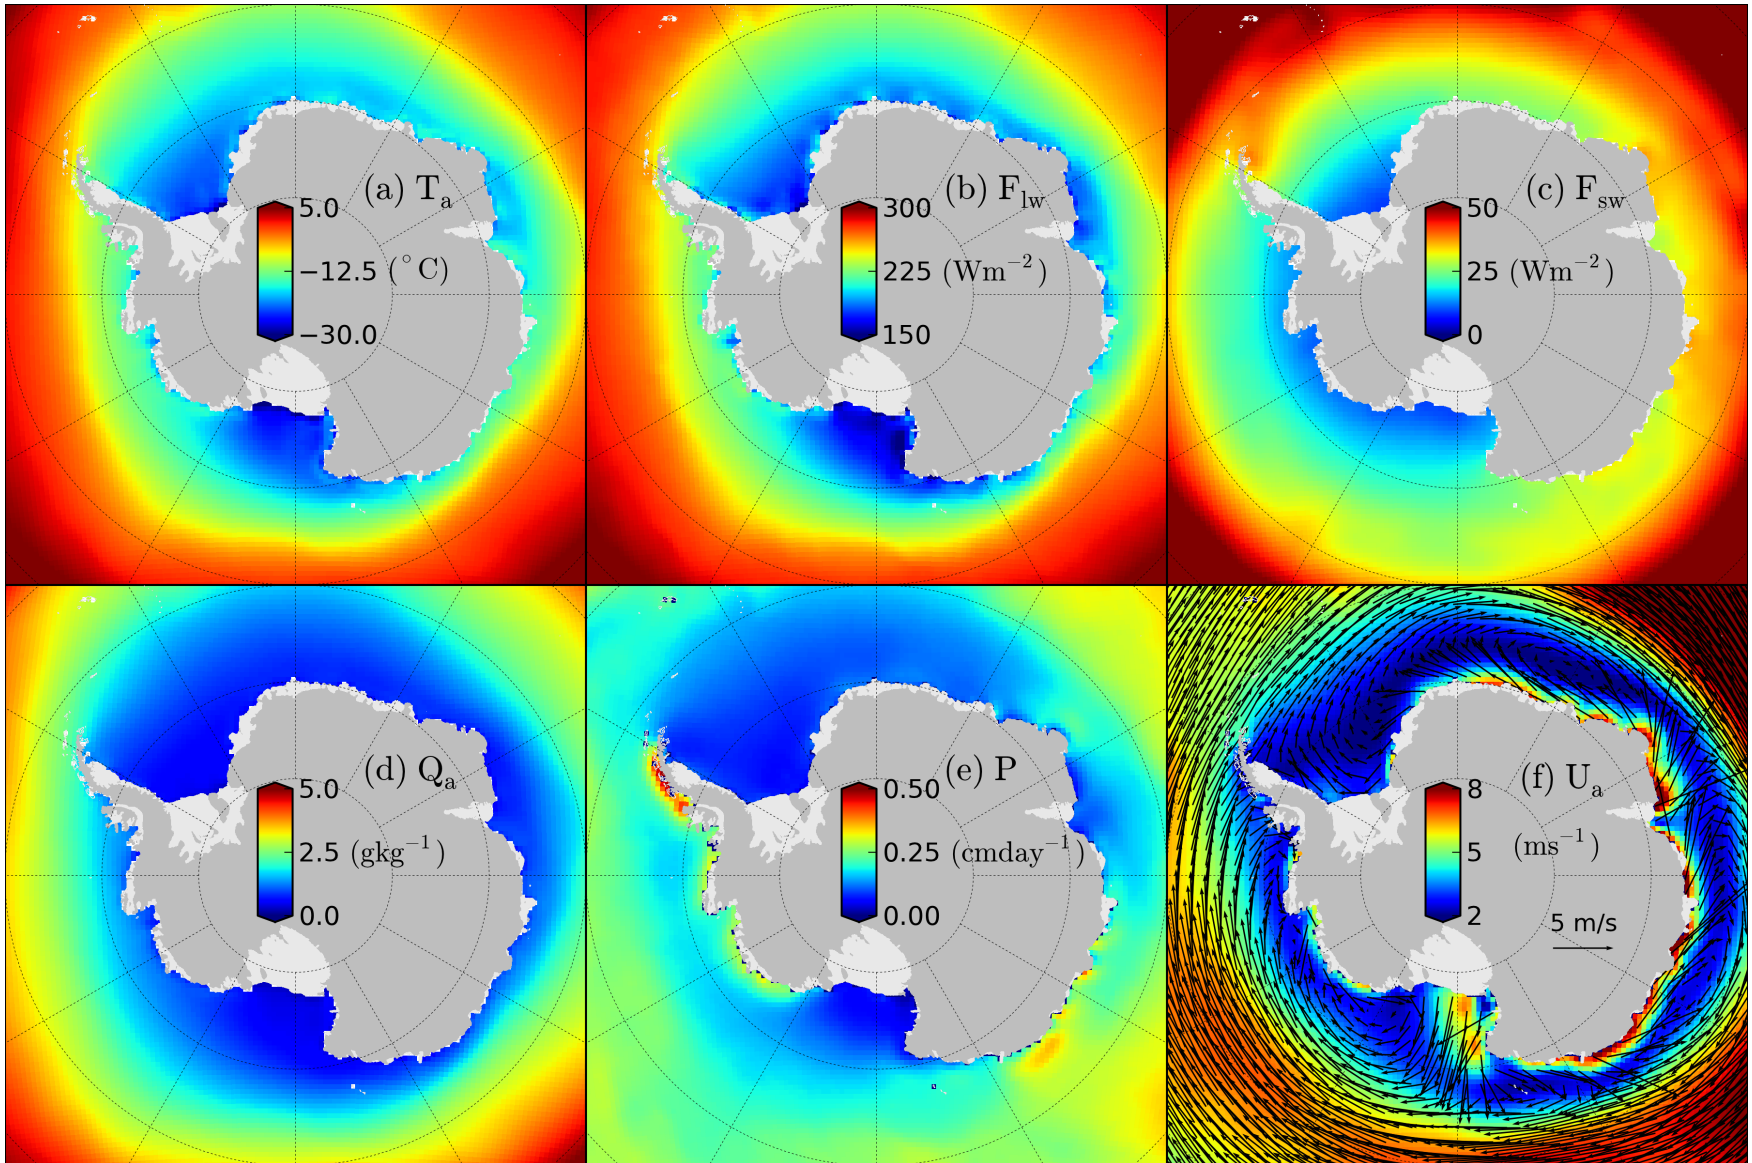 (a) Tₐ
5.0
−12.5 (°C)
−30.0
(b) F_lw
300
225 (Wm⁻²)
150
(c) F_sw
50
25 (Wm⁻²)
0
(d) Qₐ
5.0
2.5 (gkg⁻¹)
0.0
(e) P
0.50
0.25 (cmday⁻¹)
0.00
(f) Uₐ
8
5 (ms⁻¹)
2
5 m/s